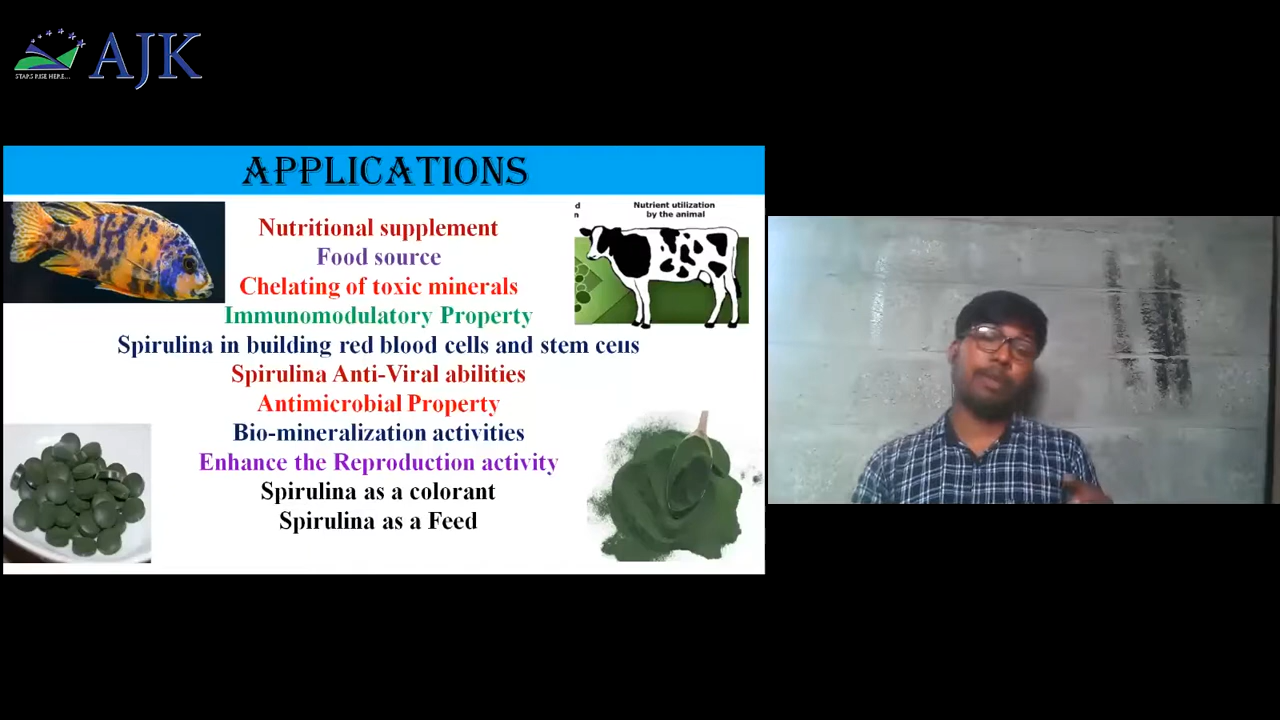 AJK
STARS RISE HERE...
APPLICATIONS
d
n
Nutrient utilization
by the animal
Nutritional supplement
Food source
Chelating of toxic minerals
Immunomodulatory Property
Spirulina in building red blood cells and stem cells
Spirulina Anti-Viral abilities
Antimicrobial Property
Bio-mineralization activities
Enhance the Reproduction activity
Spirulina as a colorant
Spirulina as a Feed